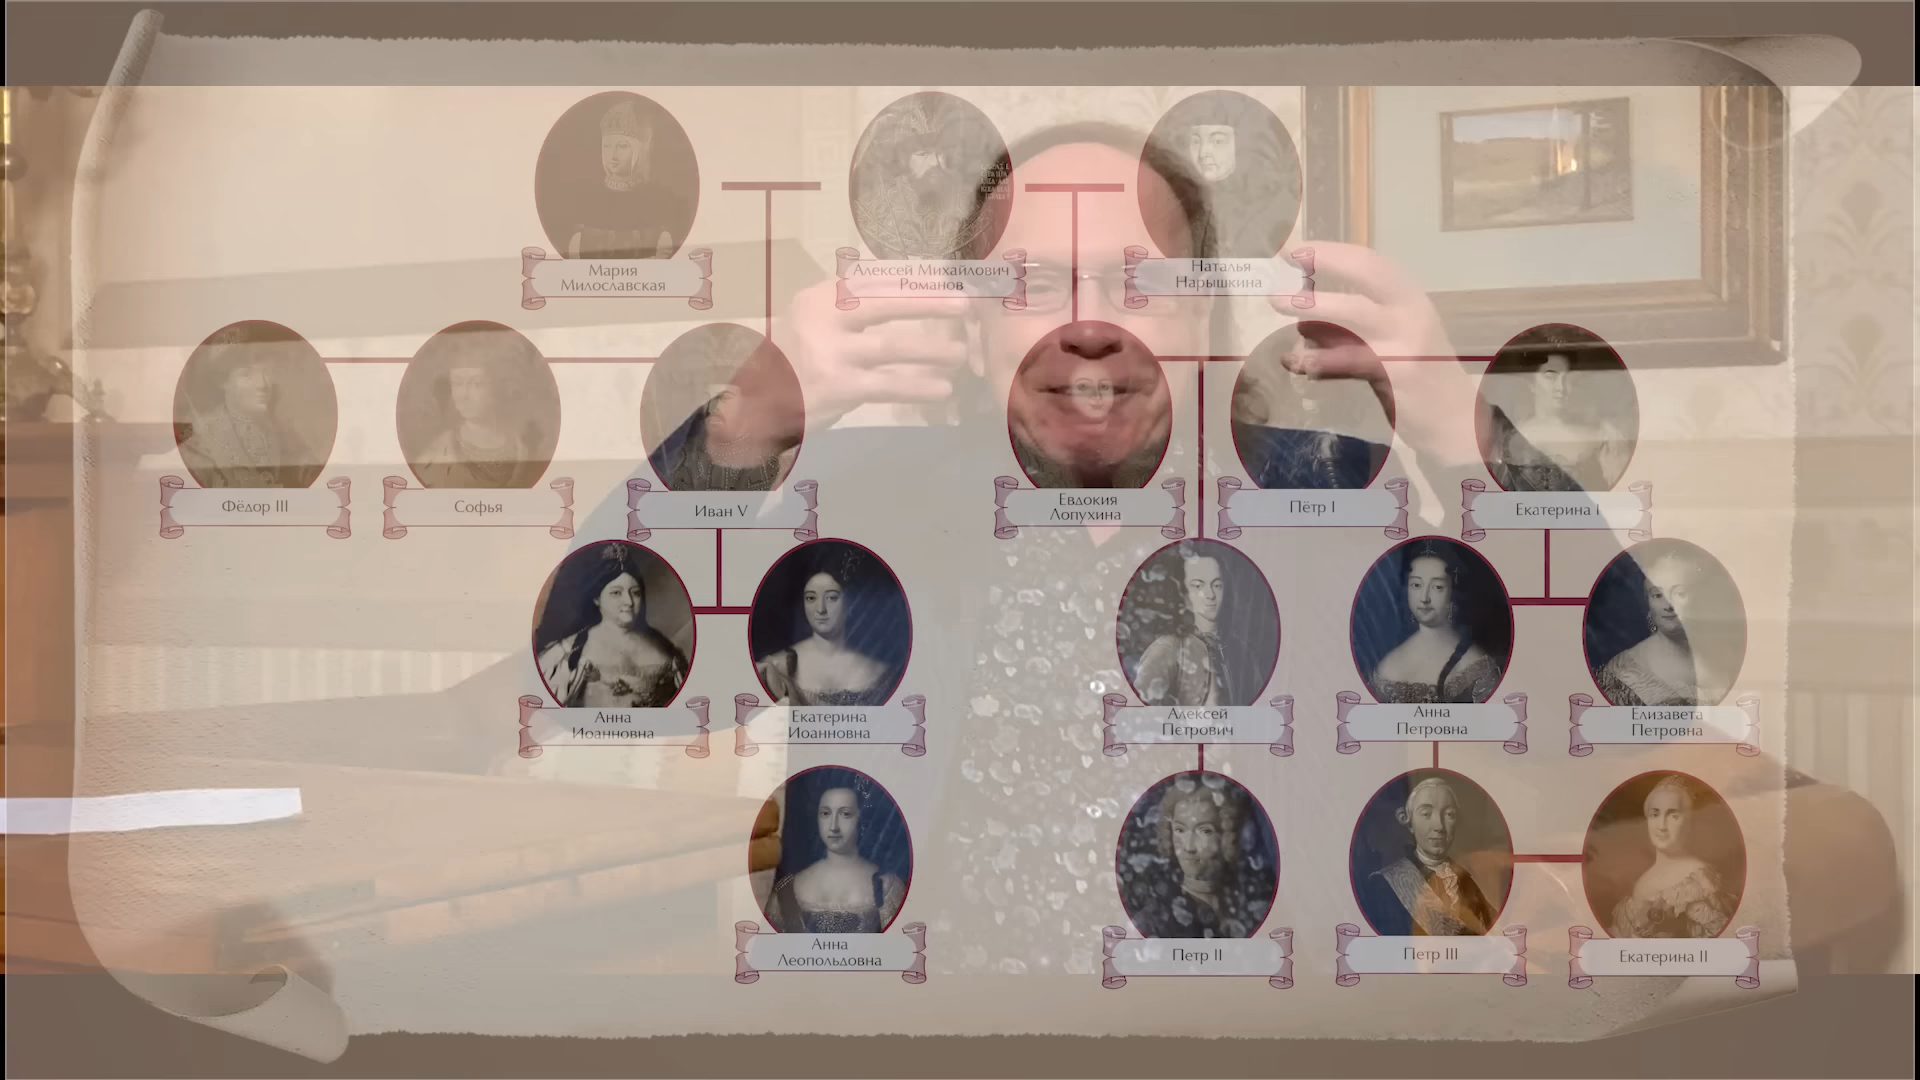 Мария
Милославская
Алексей Михайлович
Романов
Наталья
Нарышкина
Фёдор III
Софья
Иван V
Евдокия
Лопухина
Пётр I
Екатерина I
Анна
Иоанновна
Екатерина
Иоанновна
Алексей
Петрович
Анна
Петровна
Елизавета
Петровна
Анна
Леопольдовна
Петр II
Петр III
Екатерина II